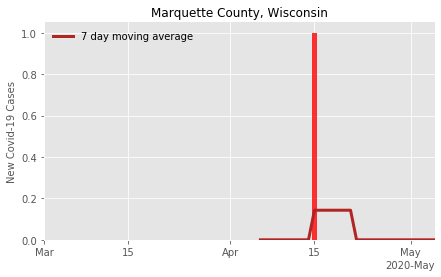 Marquette County, Wisconsin
7 day moving average
New Covid-19 Cases
1.0
0.8
0.6
0.4
0.2
0.0
Mar
15
Apr
15
May
2020-May